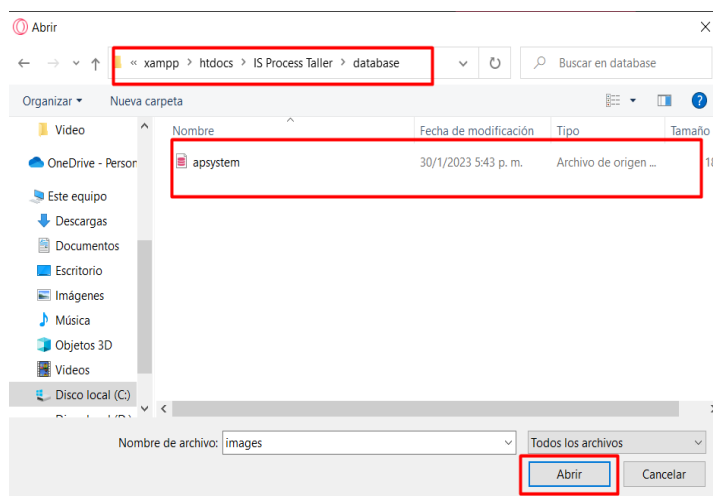 Abrir
« xampp > htdocs > IS Process Taller > database
Buscar en database
Organizar
Nueva carpeta
Video
Nombre
Fecha de modificación
Tipo
Tamaño
OneDrive - Person
apsystem
30/1/2023 5:43 p. m.
Archivo de origen ...
Este equipo
Descargas
Documentos
Escritorio
Imágenes
Música
Objetos 3D
Videos
Disco local (C:)
Nombre de archivo: images
Todos los archivos
Abrir
Cancelar